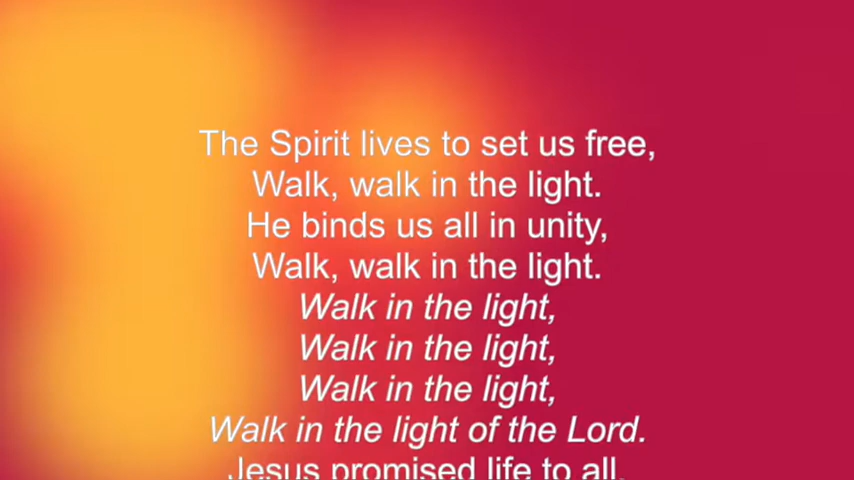 The Spirit lives to set us free,
Walk, walk in the light.
He binds us all in unity,
Walk, walk in the light.
Walk in the light,
Walk in the light,
Walk in the light,
Walk in the light of the Lord.
Jesus promised life to all,